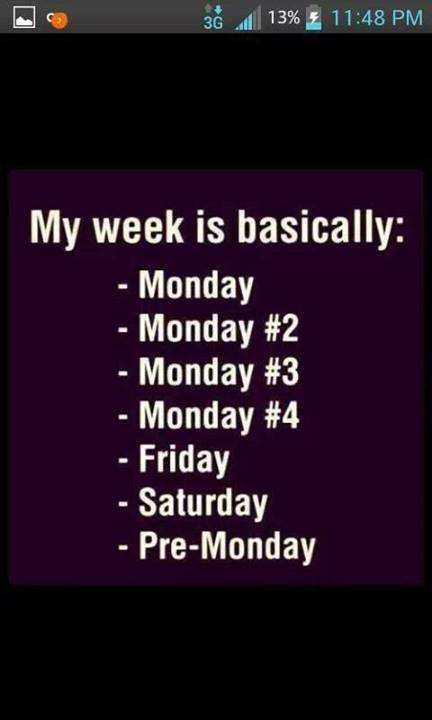 3G 13% 11:48 PM
My week is basically:
- Monday
- Monday #2
- Monday #3
- Monday #4
- Friday
- Saturday
- Pre-Monday